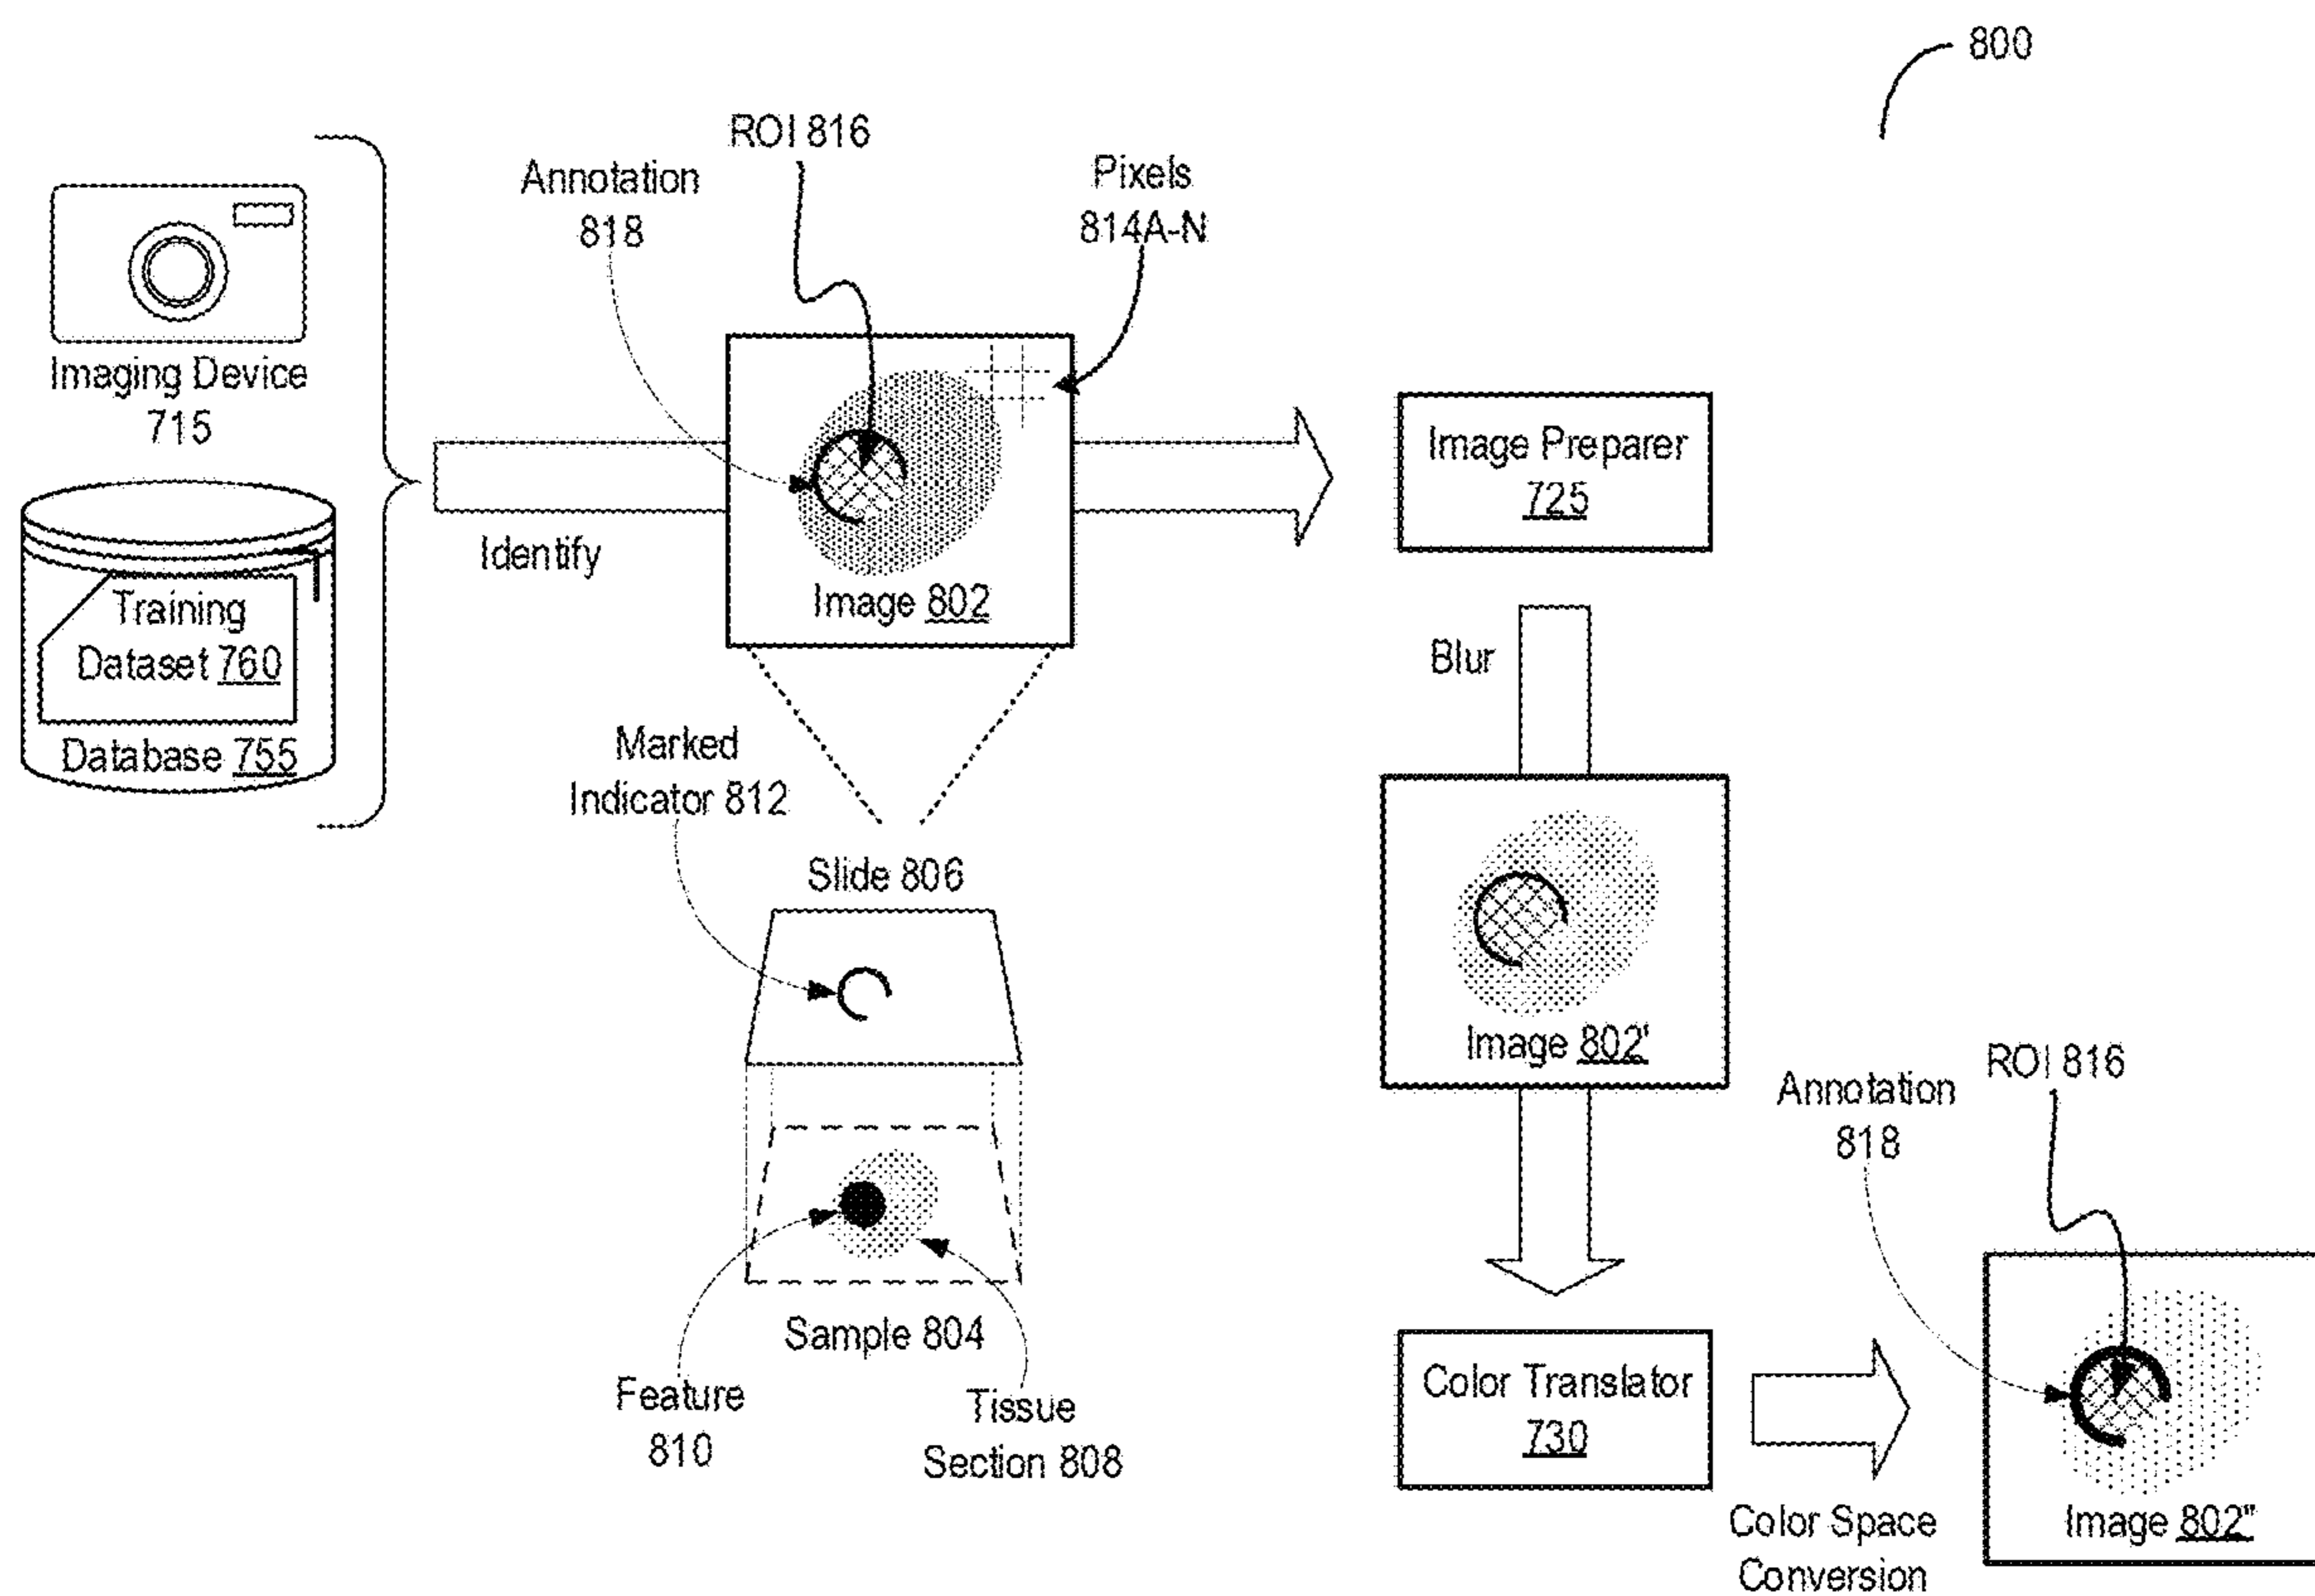 800
ROI 816
Annotation
818
Pixels
814A-N
Imaging Device
715
Identify
Image 802
Image Preparer
725
Training
Dataset 760
Database 755
Blur
Marked
Indicator 812
Slide 806
Image 802'
ROI 816
Annotation
818
Sample 804
Feature
810
Tissue
Section 808
Color Translator
730
Color Space
Conversion
Image 802"